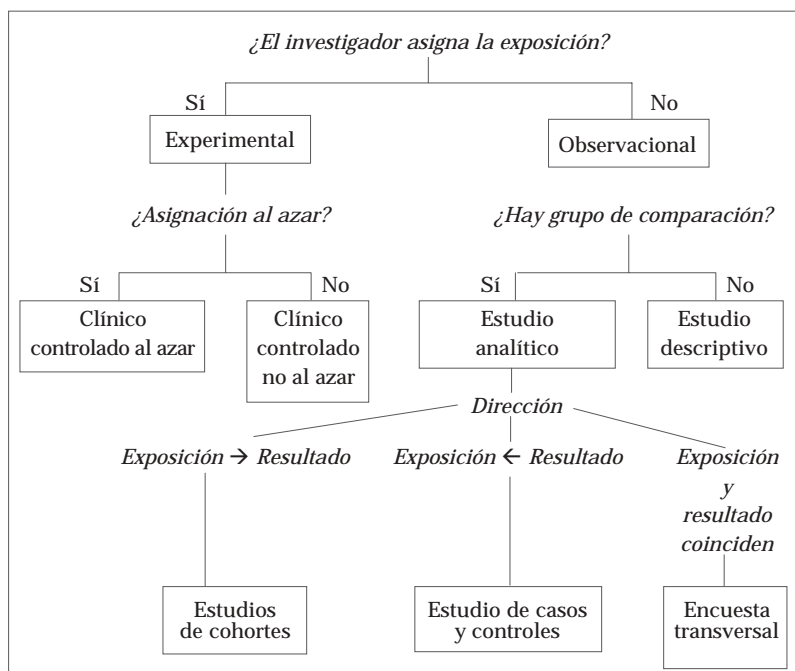 ¿El investigador asigna la exposición?
Sí
No
Experimental
Observacional
¿Asignación al azar?
¿Hay grupo de comparación?
Sí
No
Sí
No
Clínico
controlado al azar
Clínico
controlado
no al azar
Estudio
analítico
Estudio
descriptivo
Dirección
Exposición → Resultado
Exposición ← Resultado
Exposición
y
resultado
coinciden
Estudios
de cohortes
Estudio de casos
y controles
Encuesta
transversal